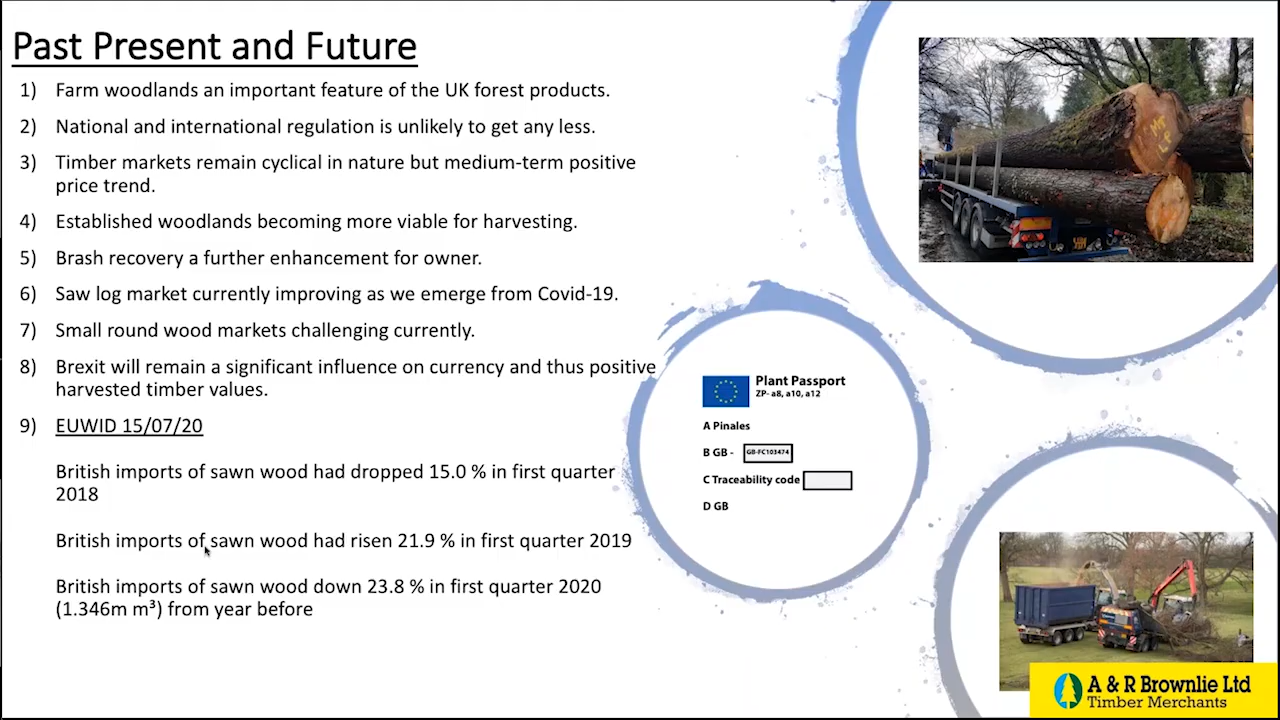 Past Present and Future
1) Farm woodlands an important feature of the UK forest products.
2) National and international regulation is unlikely to get any less.
3) Timber markets remain cyclical in nature but medium-term positive
price trend.
4) Established woodlands becoming more viable for harvesting.
5) Brash recovery a further enhancement for owner.
6) Saw log market currently improving as we emerge from Covid-19.
7) Small round wood markets challenging currently.
8) Brexit will remain a significant influence on currency and thus positive
harvested timber values.
9) EUWID 15/07/20
British imports of sawn wood had dropped 15.0 % in first quarter
2018
British imports of sawn wood had risen 21.9 % in first quarter 2019
British imports of sawn wood down 23.8 % in first quarter 2020
(1.346m m³) from year before
Plant Passport
ZP- a8, a10, a12
A Pinales
B GB - GB-FC103474
C Traceability code
D GB
A & R Brownlie Ltd
Timber Merchants